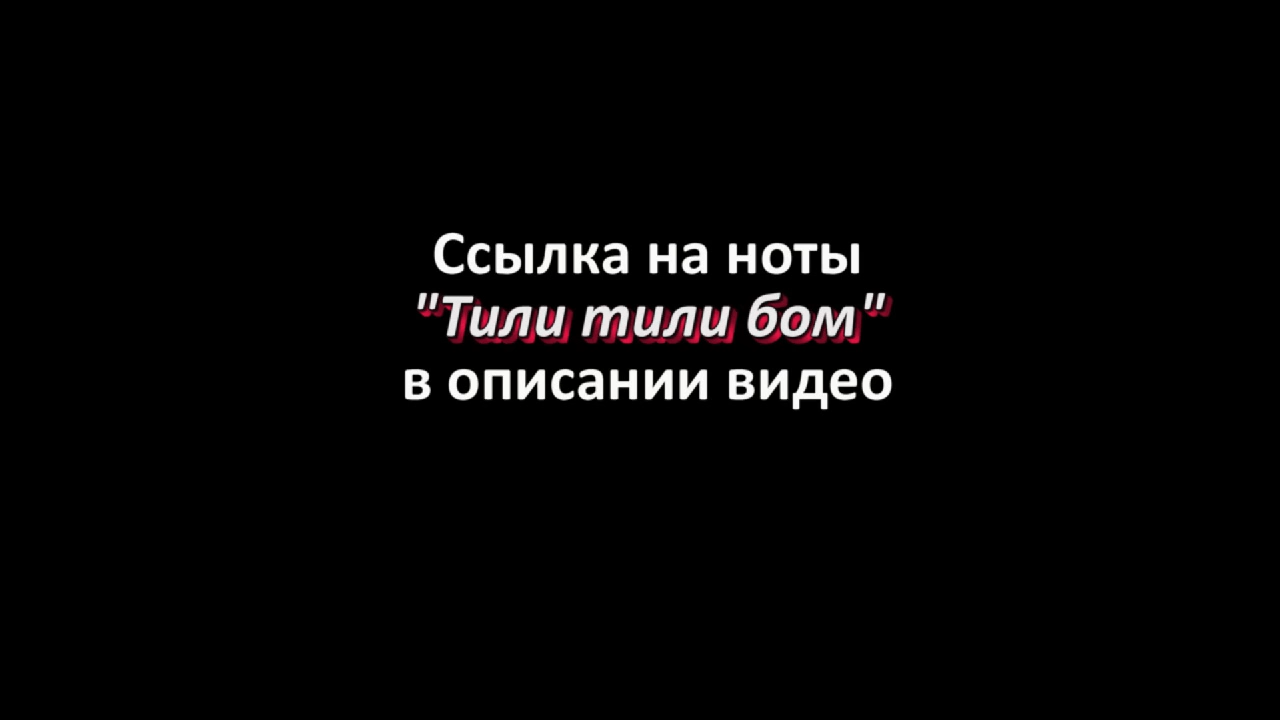 Ссылка на ноты
"Тили тили бом"
в описании видео